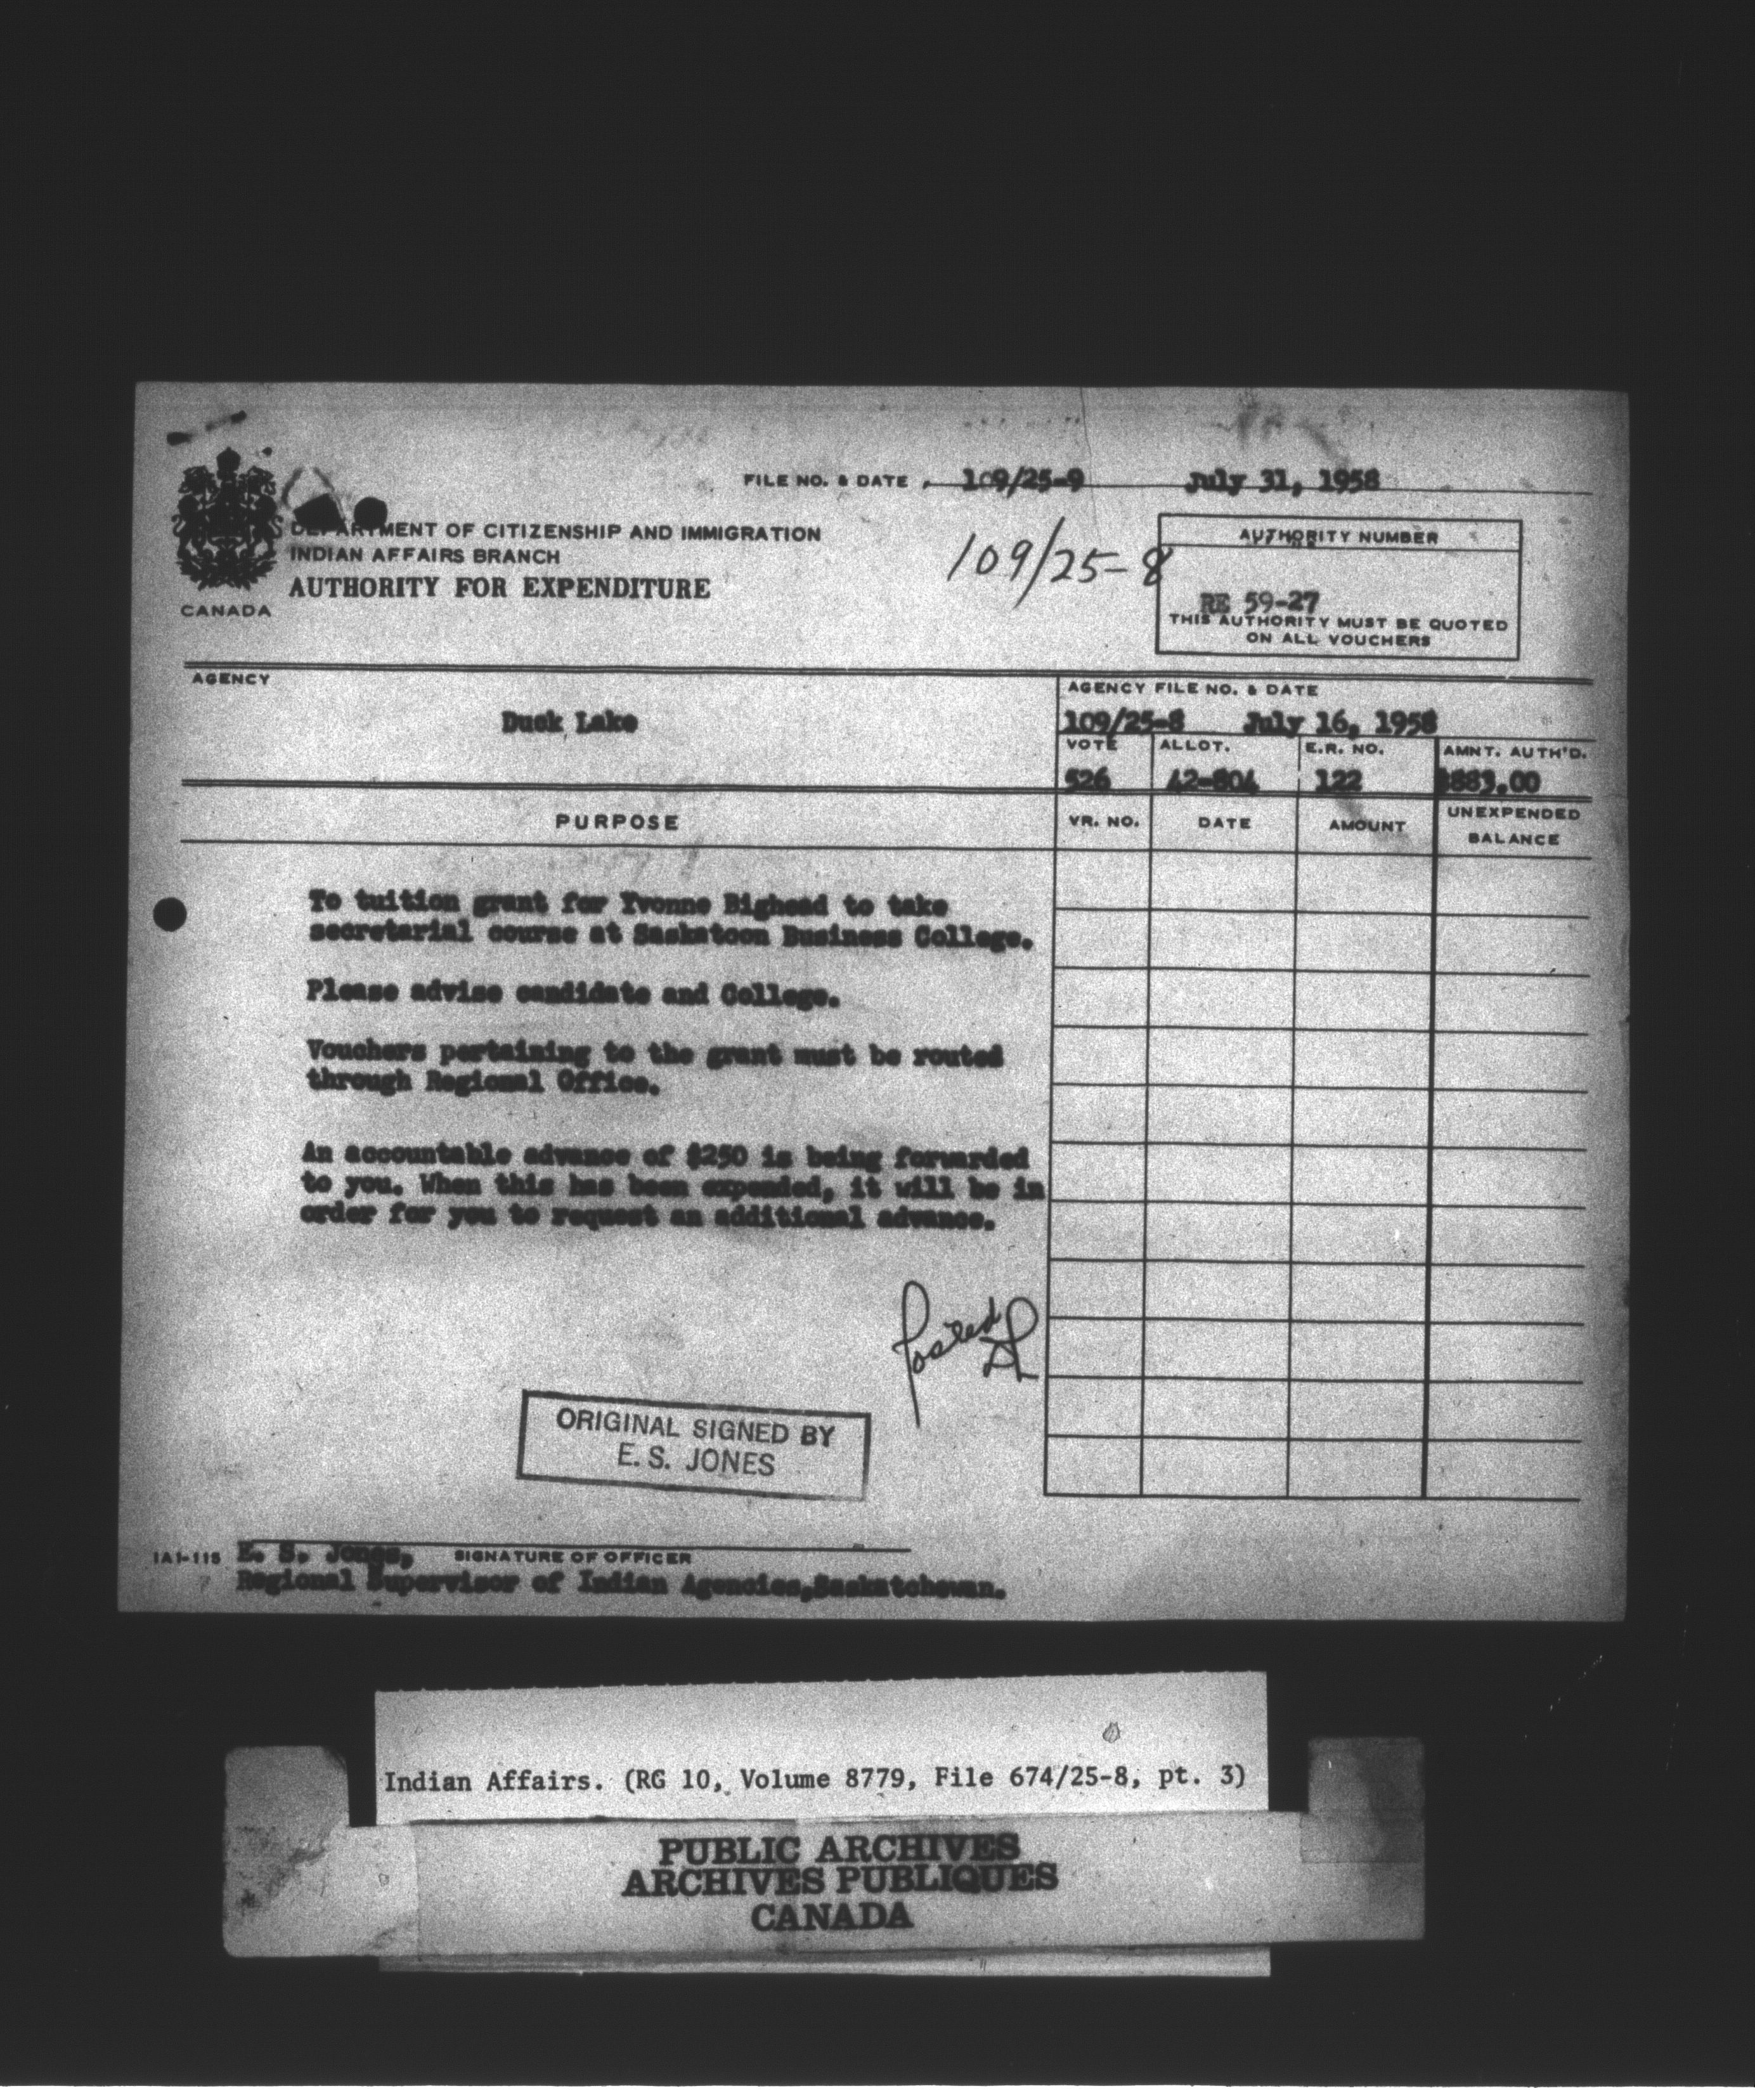 FILE NO. & DATE 109/25-9 July 31, 1958
DEPARTMENT OF CITIZENSHIP AND IMMIGRATION
INDIAN AFFAIRS BRANCH
AUTHORITY FOR EXPENDITURE
CANADA
109/25-8
AUTHORITY NUMBER
RE 59-27
THIS AUTHORITY MUST BE QUOTED
ON ALL VOUCHERS
AGENCY
Duck Lake
AGENCY FILE NO. & DATE
109/25-8 July 16, 1958
VOTE ALLOT. E.R. NO. AMNT. AUTH'D.
526 42-804 122 $883.00
PURPOSE
VR. NO. DATE AMOUNT UNEXPENDED BALANCE
To tuition grant for Yvonne Bighead to take
secretarial course at Saskatoon Business College.
Please advise candidate and College.
Vouchers pertaining to the grant must be routed
through Regional Office.
An accountable advance of $250 is being forwarded
to you. When this has been expended, it will be in
order for you to request an additional advance.
Posted
ORIGINAL SIGNED BY
E. S. JONES
IAI-115 E. S. Jones, SIGNATURE OF OFFICER
Regional Supervisor of Indian Agencies,Saskatchewan.
Indian Affairs. (RG 10, Volume 8779, File 674/25-8, pt. 3)
PUBLIC ARCHIVES
ARCHIVES PUBLIQUES
CANADA